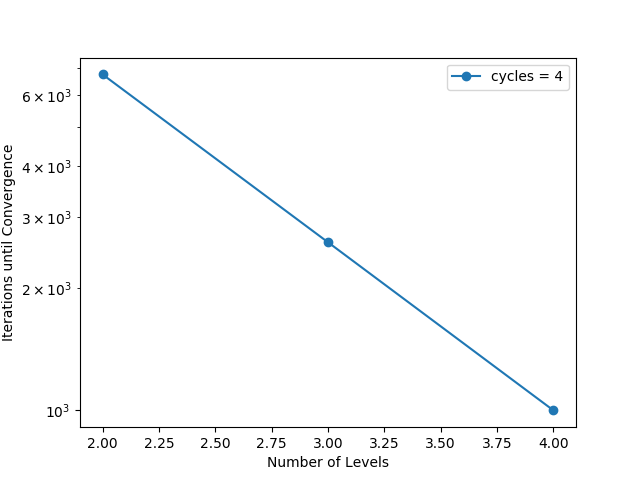 cycles = 4
6 × 10³
4 × 10³
3 × 10³
2 × 10³
10³
Iterations until Convergence
2.00 2.25 2.50 2.75 3.00 3.25 3.50 3.75 4.00
Number of Levels